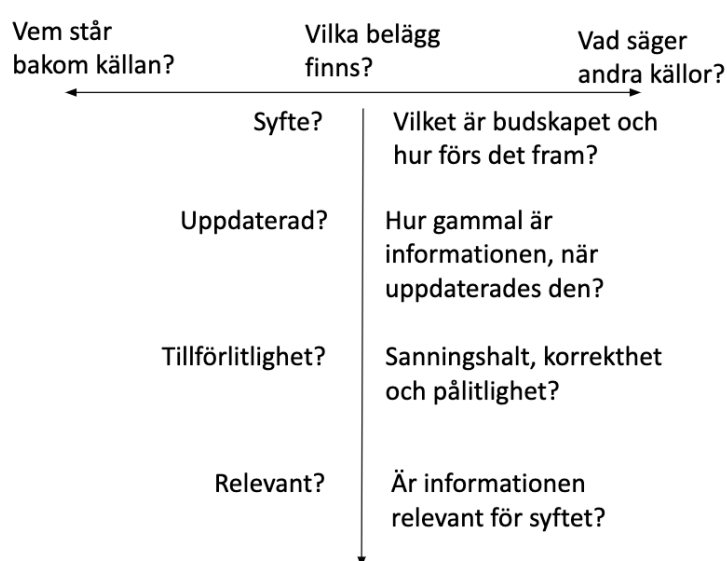 Vem står
bakom källan?
Vilka belägg
finns?
Vad säger
andra källor?
Syfte?
Vilket är budskapet och
hur förs det fram?
Uppdaterad?
Hur gammal är
informationen, när
uppdaterades den?
Tillförlitlighet?
Sanningshalt, korrekthet
och pålitlighet?
Relevant?
Är informationen
relevant för syftet?